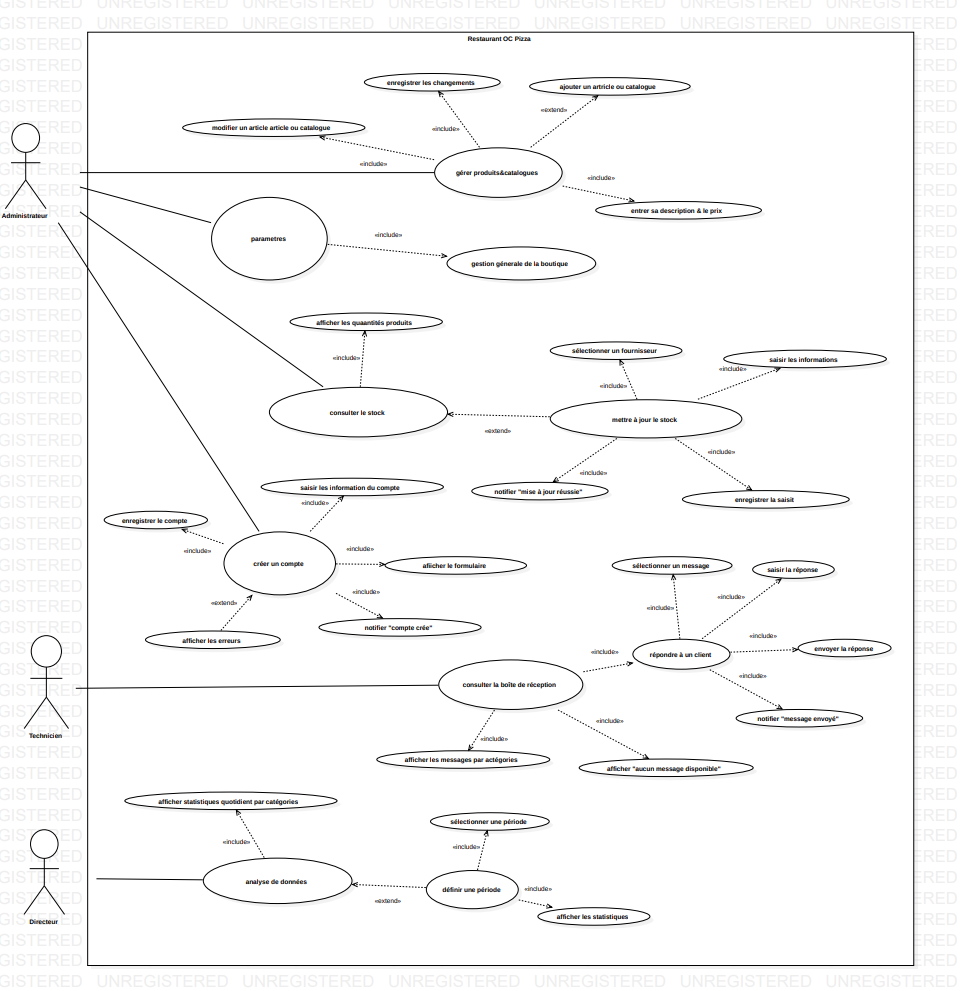 UNREGISTERED UNREGISTERED UNREGISTERED UNREGISTERED UNREGISTERED UNREGISTERED
Restaurant OC Pizza
enregistrer les changements
ajouter un artricle ou catalogue
«include»
«extend»
modifier un article article ou catalogue
«include»
gérer produits&catalogues
«include»
entrer sa description & le prix
Administrateur
parametres
«include»
gestion génerale de la boutique
afficher les quaantités produits
«include»
sélectionner un fournisseur
saisir les informations
«include»
«include»
consulter le stock
«extend»
mettre à jour le stock
«include»
«include»
notifier "mise à jour réussie"
enregistrer la saisit
saisir les information du compte
«include»
enregistrer le compte
«include»
créer un compte
«include»
afiicher le formulaire
«include»
notifier "compte crée"
«extend»
afficher les erreurs
sélectionner un message
saisir la réponse
«include»
«include»
répondre à un client
«include»
envoyer la réponse
«include»
notifier "message envoyé"
Technicien
consulter la boîte de réception
«include»
«include»
«include»
afficher les messages par actégories
afficher "aucun message disponible"
afficher statistiques quotidient par catégories
«include»
sélectionner une période
«include»
Directeur
analyse de données
«extend»
définir une période
«include»
afficher les statistiques
UNREGISTERED UNREGISTERED UNREGISTERED UNREGISTERED UNREGISTERED UNREGISTERED